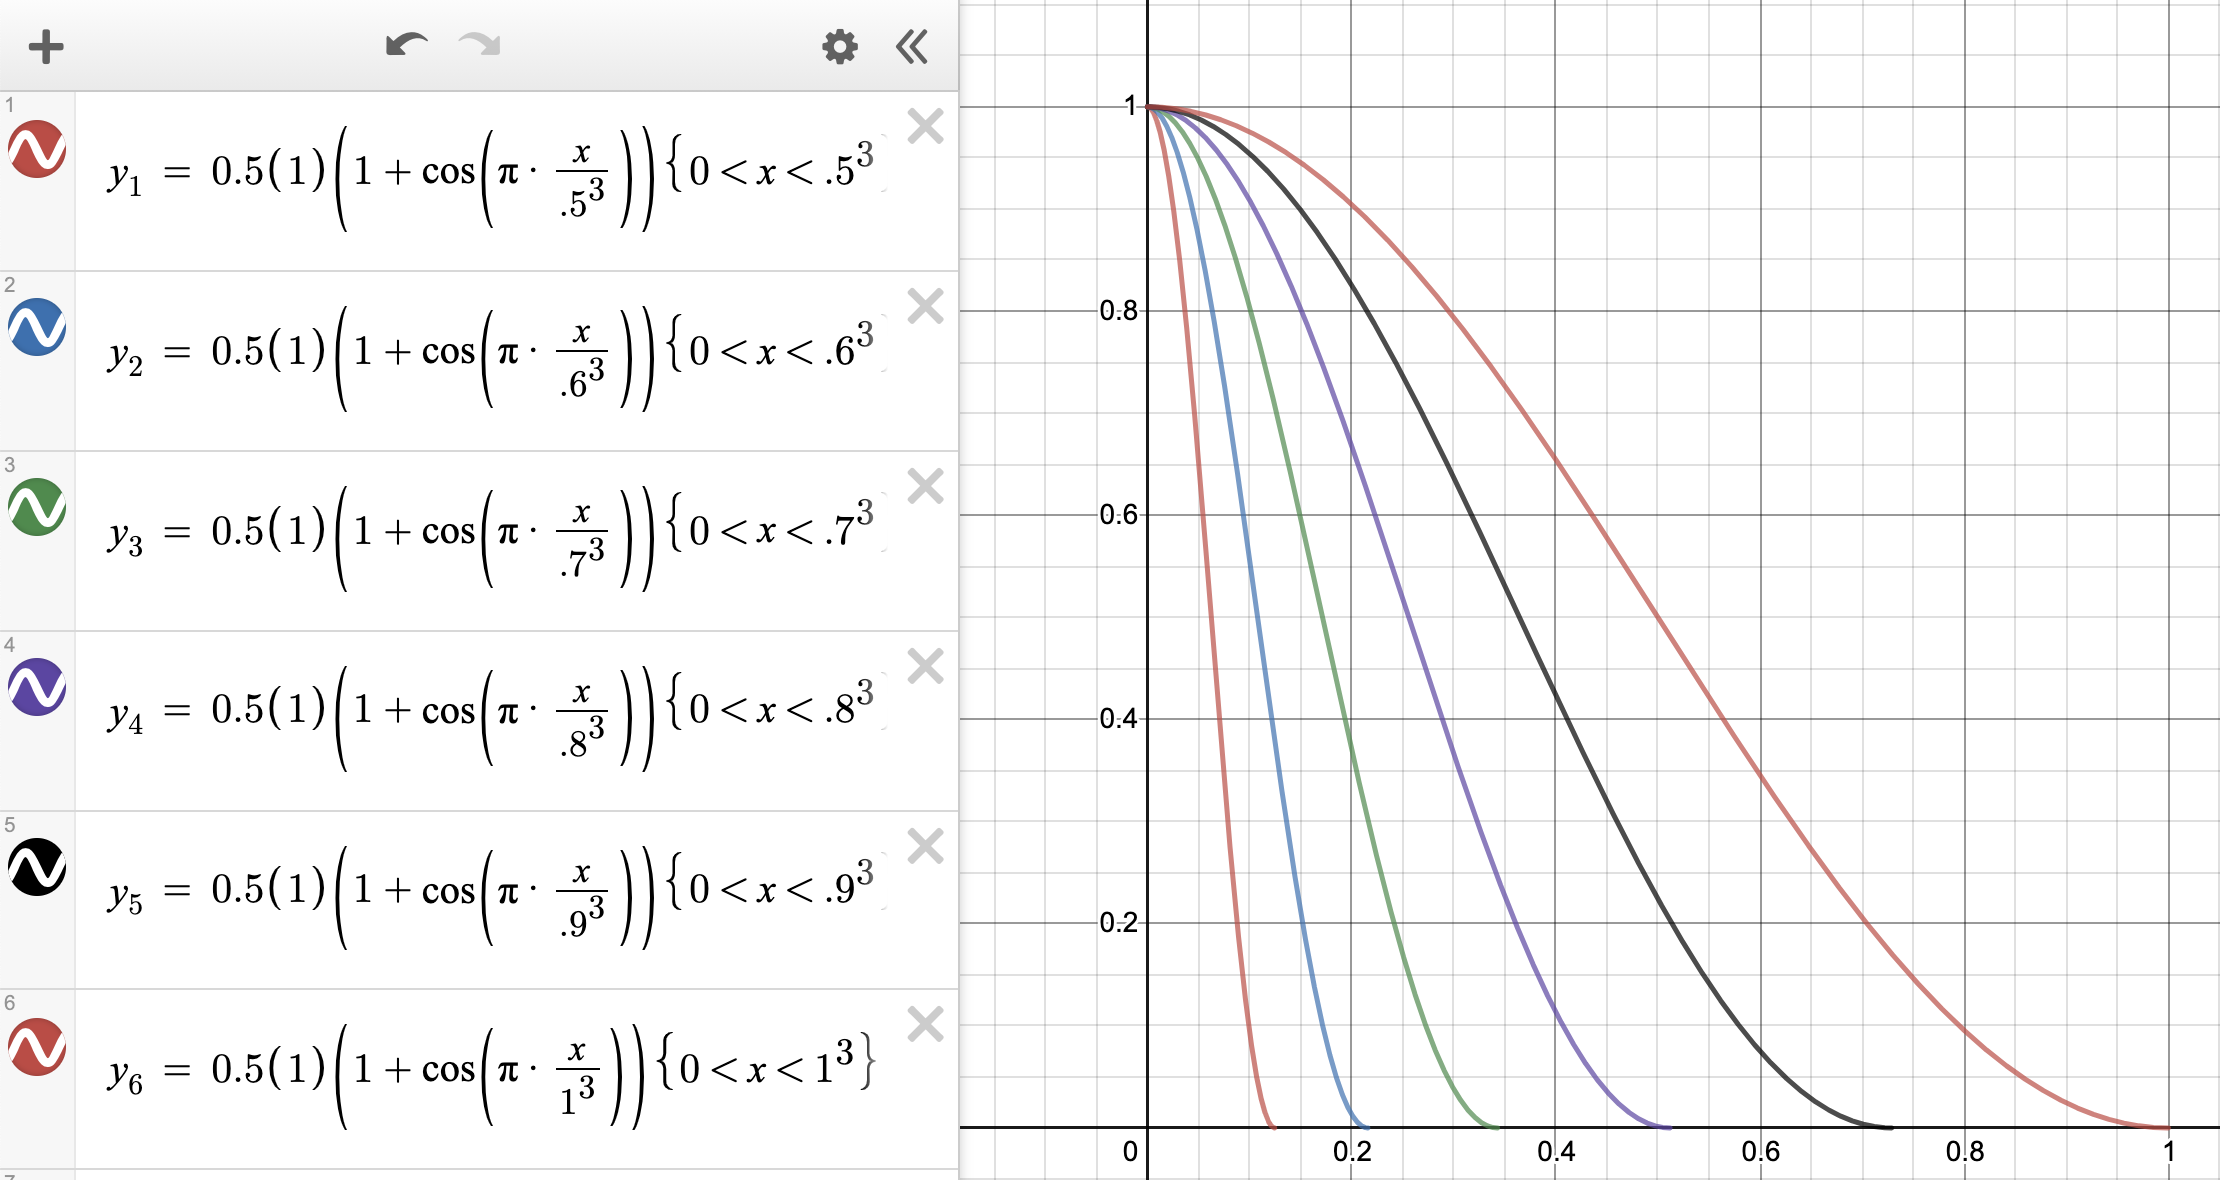 1
y₁ = 0.5(1)(1 + cos(π · x/.5³)){0 < x < .5³
2
y₂ = 0.5(1)(1 + cos(π · x/.6³)){0 < x < .6³
3
y₃ = 0.5(1)(1 + cos(π · x/.7³)){0 < x < .7³
4
y₄ = 0.5(1)(1 + cos(π · x/.8³)){0 < x < .8³
5
y₅ = 0.5(1)(1 + cos(π · x/.9³)){0 < x < .9³
6
y₆ = 0.5(1)(1 + cos(π · x/1³)){0 < x < 1³}
1
0.8
0.6
0.4
0.2
0 0.2 0.4 0.6 0.8 1